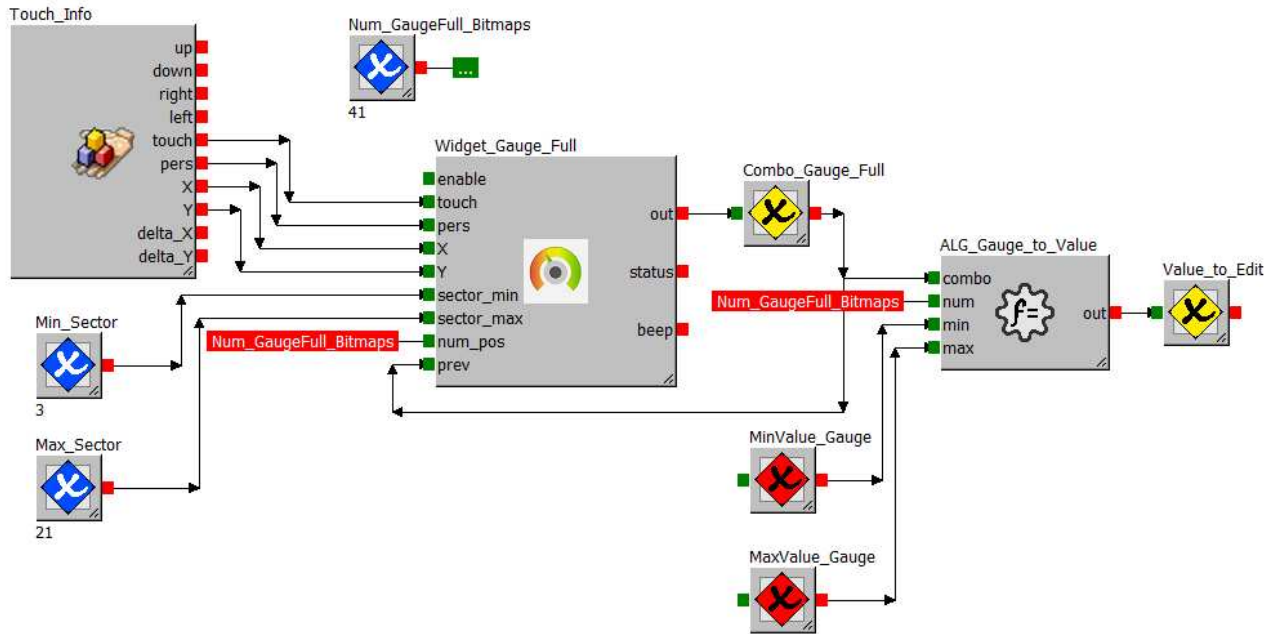 Touch_Info
up
down
right
left
touch
pers
X
Y
delta_X
delta_Y
Num_GaugeFull_Bitmaps
...
41
Widget_Gauge_Full
enable
touch
pers
X
Y
sector_min
sector_max
num_pos
prev
out
status
beep
Num_GaugeFull_Bitmaps
Min_Sector
3
Max_Sector
21
Combo_Gauge_Full
Num_GaugeFull_Bitmaps
ALG_Gauge_to_Value
combo
num
min
max
f=
out
Value_to_Edit
MinValue_Gauge
MaxValue_Gauge